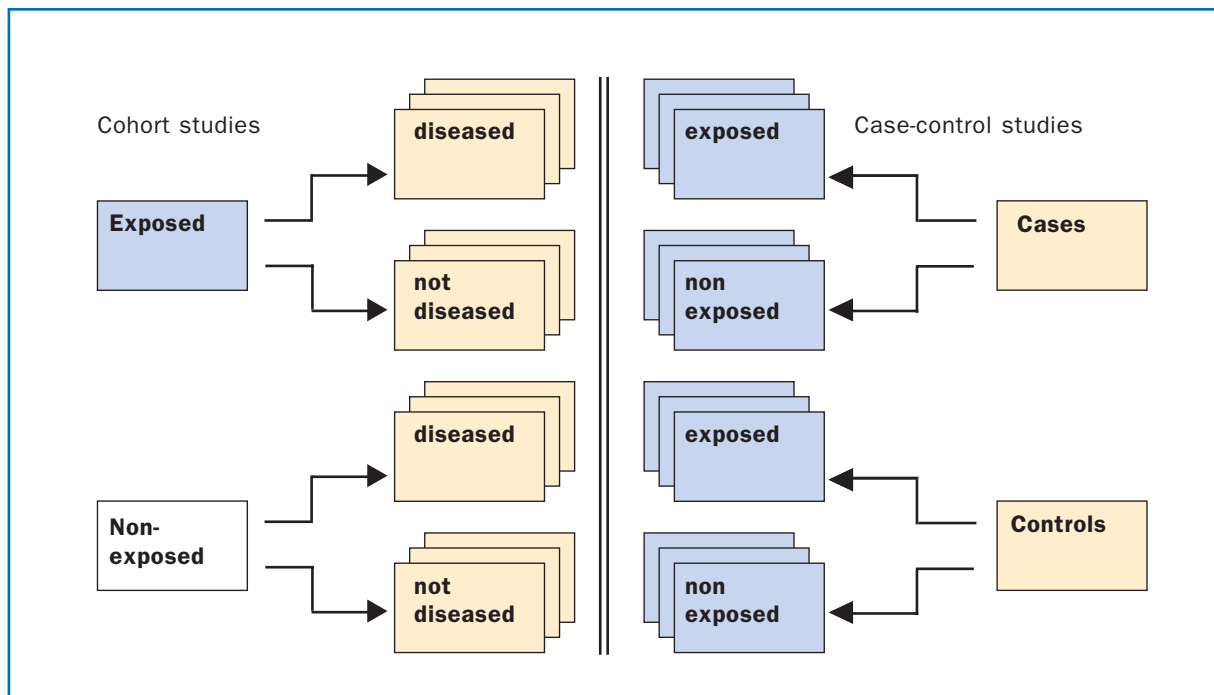 Cohort studies
diseased
Exposed
not
diseased
diseased
Non-
exposed
not
diseased
exposed
Case-control studies
Cases
non
exposed
exposed
Controls
non
exposed